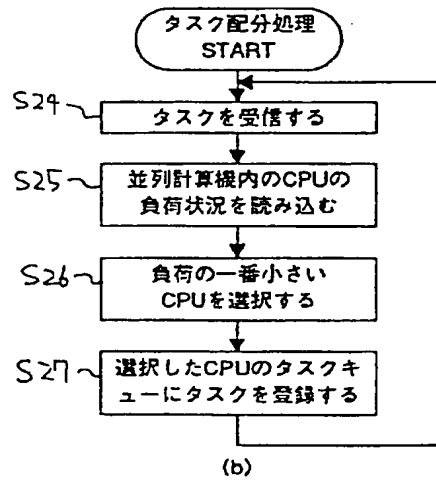 タスク配分処理
START
S24
タスクを受信する
S25
並列計算機内のCPUの
負荷状況を読み込む
S26
負荷の一番小さい
CPUを選択する
S27
選択したCPUのタスクキ
ューにタスクを登録する
(b)